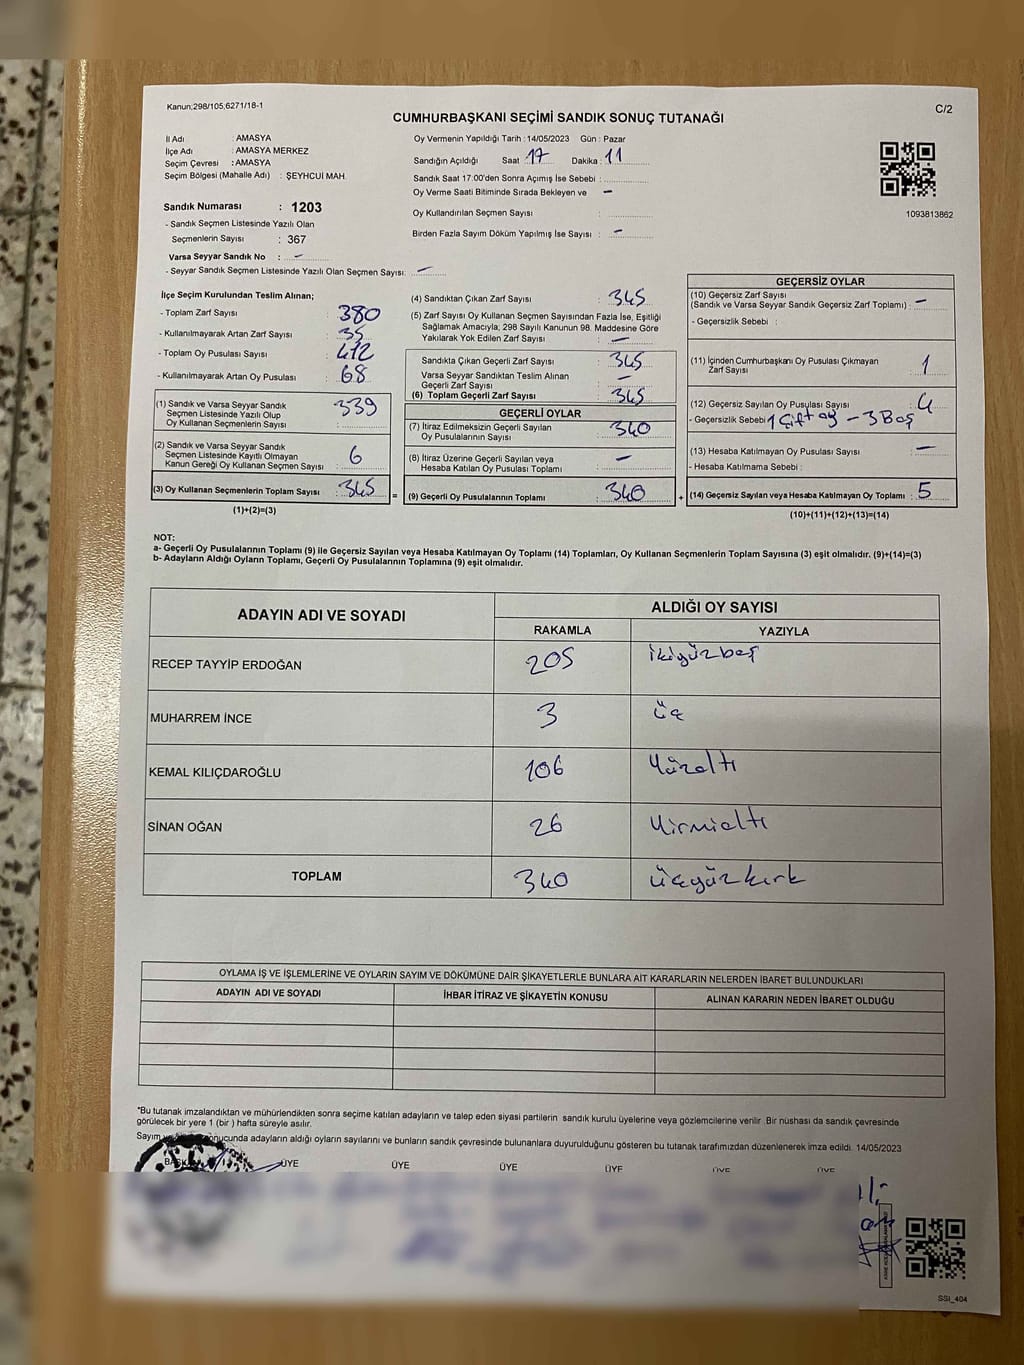 Kanun;298/105,6271/18-1
C/2
CUMHURBAŞKANI SEÇİMİ SANDIK SONUÇ TUTANAĞI
İl Adı : AMASYA
İlçe Adı : AMASYA MERKEZ
Seçim Çevresi : AMASYA
Seçim Bölgesi (Mahalle Adı) : ŞEYHCUİ MAH.
Oy Vermenin Yapıldığı Tarih : 14/05/2023 Gün : Pazar
Sandığın Açıldığı Saat : 17 Dakika : 11
Sandık Saat 17:00'den Sonra Açımış İse Sebebi :
Oy Verme Saati Bitiminde Sırada Bekleyen ve –
Oy Kullandırılan Seçmen Sayısı :
Birden Fazla Sayım Döküm Yapılmış İse Sayısı : –
1093813862
Sandık Numarası : 1203
- Sandık Seçmen Listesinde Yazılı Olan
Seçmenlerin Sayısı : 367
Varsa Seyyar Sandık No : –
- Seyyar Sandık Seçmen Listesinde Yazılı Olan Seçmen Sayısı: –
İlçe Seçim Kurulundan Teslim Alınan;
- Toplam Zarf Sayısı : 380
- Kullanılmayarak Artan Zarf Sayısı : 35
- Toplam Oy Pusulası Sayısı : 412
- Kullanılmayarak Artan Oy Pusulası : 68
(1) Sandık ve Varsa Seyyar Sandık
Seçmen Listesinde Yazılı Olup
Oy Kullanan Seçmenlerin Sayısı : 339
(2) Sandık ve Varsa Seyyar Sandık
Seçmen Listesinde Kayıtlı Olmayan
Kanun Gereği Oy Kullanan Seçmen Sayısı : 6
(3) Oy Kullanan Seçmenlerin Toplam Sayısı : 345
(1)+(2)=(3)
=
(4) Sandıktan Çıkan Zarf Sayısı : 345
(5) Zarf Sayısı Oy Kullanan Seçmen Sayısından Fazla İse, Eşitliği
Sağlamak Amacıyla; 298 Sayılı Kanunun 98. Maddesine Göre
Yakılarak Yok Edilen Zarf Sayısı : –
Sandıkta Çıkan Geçerli Zarf Sayısı : 345
Varsa Seyyar Sandıktan Teslim Alınan
Geçerli Zarf Sayısı : –
(6) Toplam Geçerli Zarf Sayısı : 345
GEÇERLİ OYLAR
(7) İtiraz Edilmeksizin Geçerli Sayılan
Oy Pusulalarının Sayısı : 340
(8) İtiraz Üzerine Geçerli Sayılan veya
Hesaba Katılan Oy Pusulası Toplamı : –
(9) Geçerli Oy Pusulalarının Toplamı : 340
+
GEÇERSİZ OYLAR
(10) Geçersiz Zarf Sayısı
(Sandık ve Varsa Seyyar Sandık Geçersiz Zarf Toplamı) : –
- Geçersizlik Sebebi :
(11) İçinden Cumhurbaşkanı Oy Pusulası Çıkmayan
Zarf Sayısı : 1
(12) Geçersiz Sayılan Oy Pusulası Sayısı : 4
- Geçersizlik Sebebi : 1 Çift oy – 3 Boş
(13) Hesaba Katılmayan Oy Pusulası Sayısı : –
- Hesaba Katılmama Sebebi :
(14) Geçersiz Sayılan veya Hesaba Katılmayan Oy Toplamı : 5
(10)+(11)+(12)+(13)=(14)
NOT:
a- Geçerli Oy Pusulalarının Toplamı (9) ile Geçersiz Sayılan veya Hesaba Katılmayan Oy Toplamı (14) Toplamları, Oy Kullanan Seçmenlerin Toplam Sayısına (3) eşit olmalıdır. (9)+(14)=(3)
b- Adayların Aldığı Oyların Toplamı, Geçerli Oy Pusulalarının Toplamına (9) eşit olmalıdır.
ADAYIN ADI VE SOYADI
ALDIĞI OY SAYISI
RAKAMLA YAZIYLA
RECEP TAYYİP ERDOĞAN 205 ikiyüzbeş
MUHARREM İNCE 3 üç
KEMAL KILIÇDAROĞLU 106 Yüzaltı
SİNAN OĞAN 26 Yirmialtı
TOPLAM 340 üçyüzkırk
OYLAMA İŞ VE İŞLEMLERİNE VE OYLARIN SAYIM VE DÖKÜMÜNE DAİR ŞİKAYETLERLE BUNLARA AİT KARARLARIN NELERDEN İBARET BULUNDUKLARI
ADAYIN ADI VE SOYADI İHBAR İTİRAZ VE ŞİKAYETİN KONUSU ALINAN KARARIN NEDEN İBARET OLDUĞU
*Bu tutanak imzalandıktan ve mühürlendikten sonra seçime katılan adayların ve talep eden siyasi partilerin sandık kurulu üyelerine veya gözlemcilerine verilir. Bir nüshası da sandık çevresinde
görülecek bir yere 1 (bir ) hafta süreyle asılır.
Sayım ve sonucunda adayların aldığı oyların sayılarını ve bunların sandık çevresinde bulunanlara duyurulduğunu gösteren bu tutanak tarafımızdan düzenlenerek imza edildi. 14/05/2023
ÜYE ÜYE ÜYE ÜYE ÜYE ÜYE
SSI_404